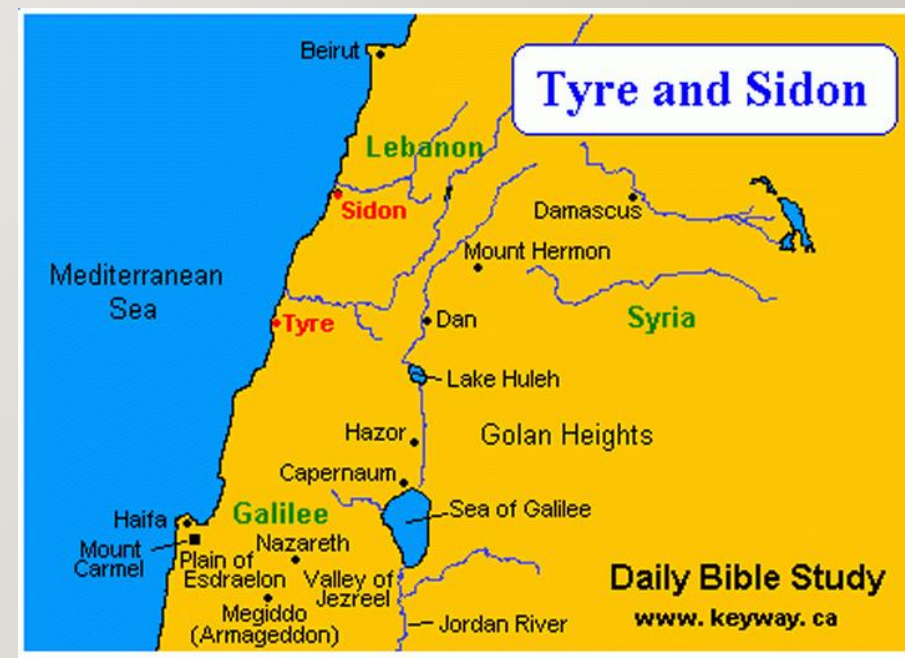 Beirut
Tyre and Sidon
Lebanon
Sidon
Damascus
Mediterranean
Sea
Mount Hermon
Tyre
Dan
Syria
Lake Huleh
Hazor
Golan Heights
Capernaum
Sea of Galilee
Galilee
Haifa
Mount
Carmel
Plain of
Esdraelon
Nazareth
Valley of
Jezreel
Megiddo
(Armageddon)
Jordan River
Daily Bible Study
www. keyway. ca